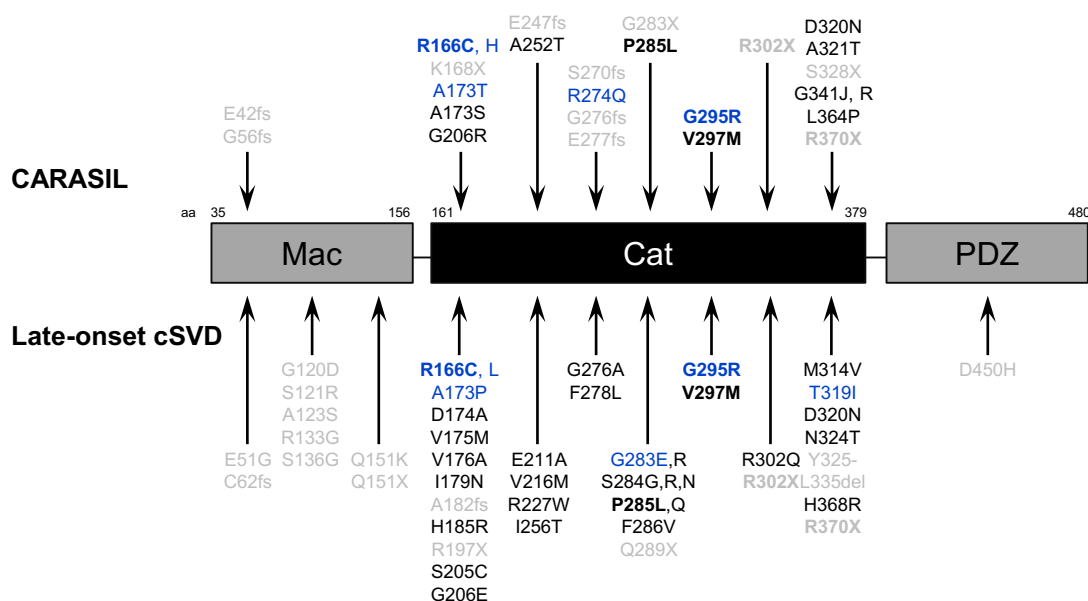 E247fs
A252T
G283X
P285L
R302X
D320N
A321T
S328X
G341J, R
L364P
R370X
R166C, H
K168X
A173T
A173S
G206R
S270fs
R274Q
G276fs
E277fs
G295R
V297M
E42fs
G56fs
CARASIL
aa 35 156 161 379 480
Mac Cat PDZ
Late-onset cSVD
E51G
C62fs
G120D
S121R
A123S
R133G
S136G
Q151K
Q151X
R166C, L
A173P
D174A
V175M
V176A
I179N
A182fs
H185R
R197X
S205C
G206E
E211A
V216M
R227W
I256T
G276A
F278L
G283E,R
S284G,R,N
P285L,Q
F286V
Q289X
G295R
V297M
R302Q
R302X
M314V
T319I
D320N
N324T
Y325-
L335del
H368R
R370X
D450H